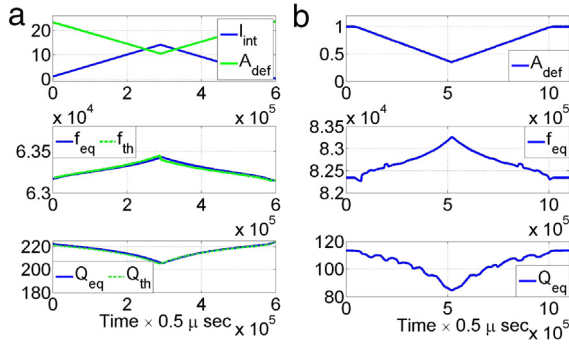 a
20
10
0
I_int
A_def
0 2 4 6
x 10^4
x 10^5
6.35
6.3
f_eq f_th
0 2 4 6
x 10^5
220
200
180
Q_eq Q_th
0 2 4 6
Time × 0.5 μ sec
x 10^5
b
1
0.5
0
A_def
0 5 10
x 10^4
x 10^5
8.35
8.3
8.25
8.2
f_eq
0 5 10
x 10^5
120
100
80
Q_eq
0 5 10
Time × 0.5 μ sec
x 10^5